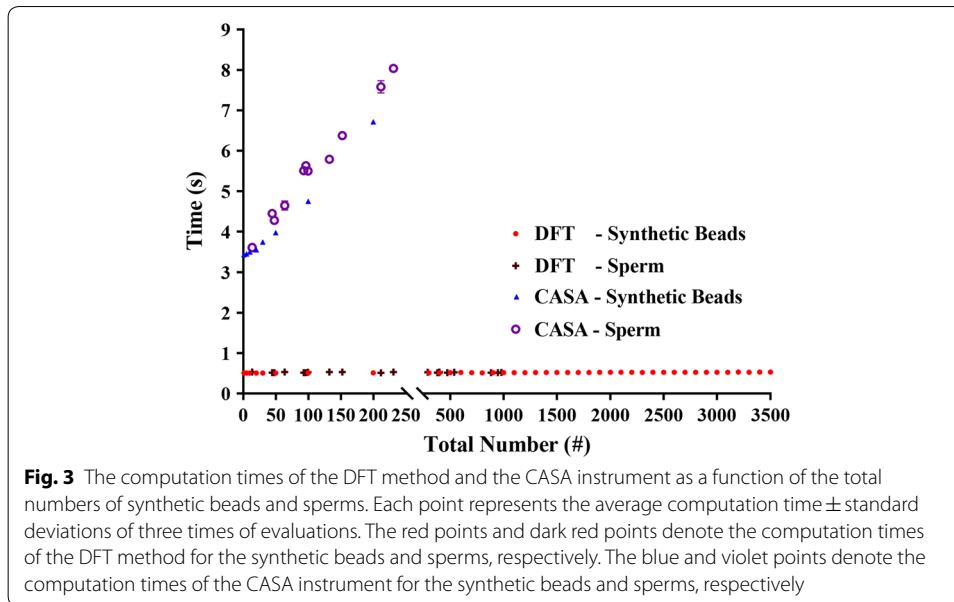 9
8
7
6
5
4
3
2
1
0
Time (s)
DFT - Synthetic Beads
DFT - Sperm
CASA - Synthetic Beads
CASA - Sperm
0 50 100 150 200 250 500 1000 1500 2000 2500 3000 3500
Total Number (#)
Fig. 3 The computation times of the DFT method and the CASA instrument as a function of the total
numbers of synthetic beads and sperms. Each point represents the average computation time ± standard
deviations of three times of evaluations. The red points and dark red points denote the computation times
of the DFT method for the synthetic beads and sperms, respectively. The blue and violet points denote the
computation times of the CASA instrument for the synthetic beads and sperms, respectively